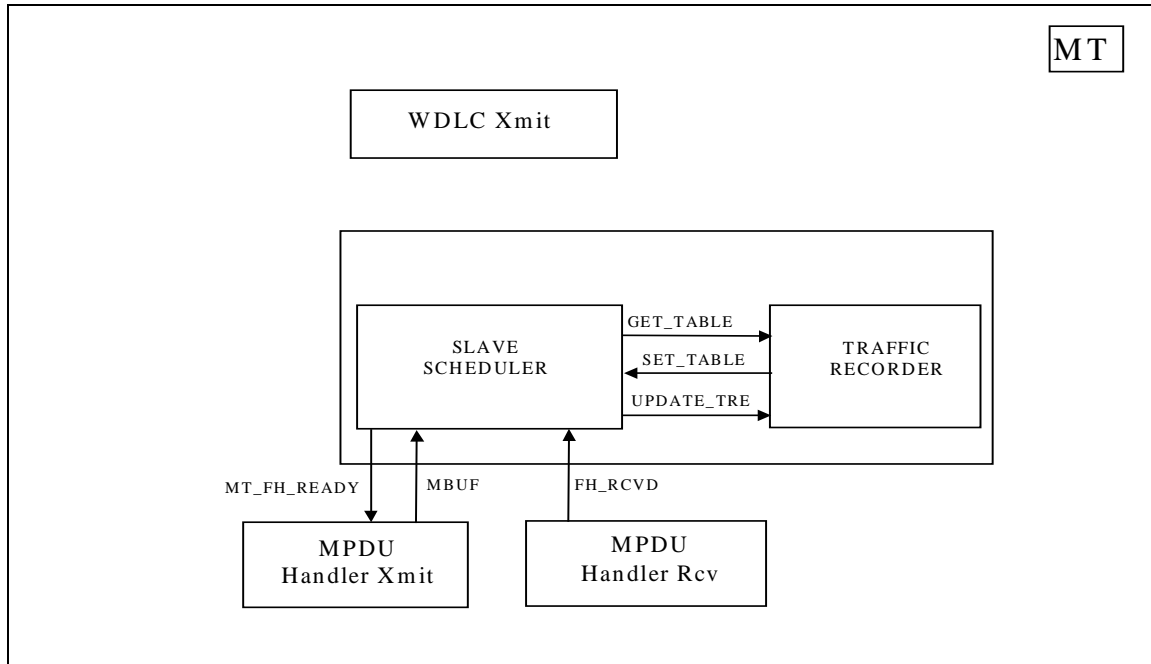 MT
WDLC Xmit
SLAVE
SCHEDULER
GET_TABLE
SET_TABLE
UPDATE_TRE
TRAFFIC
RECORDER
MT_FH_READY
MBUF
FH_RCVD
MPDU
Handler Xmit
MPDU
Handler Rcv